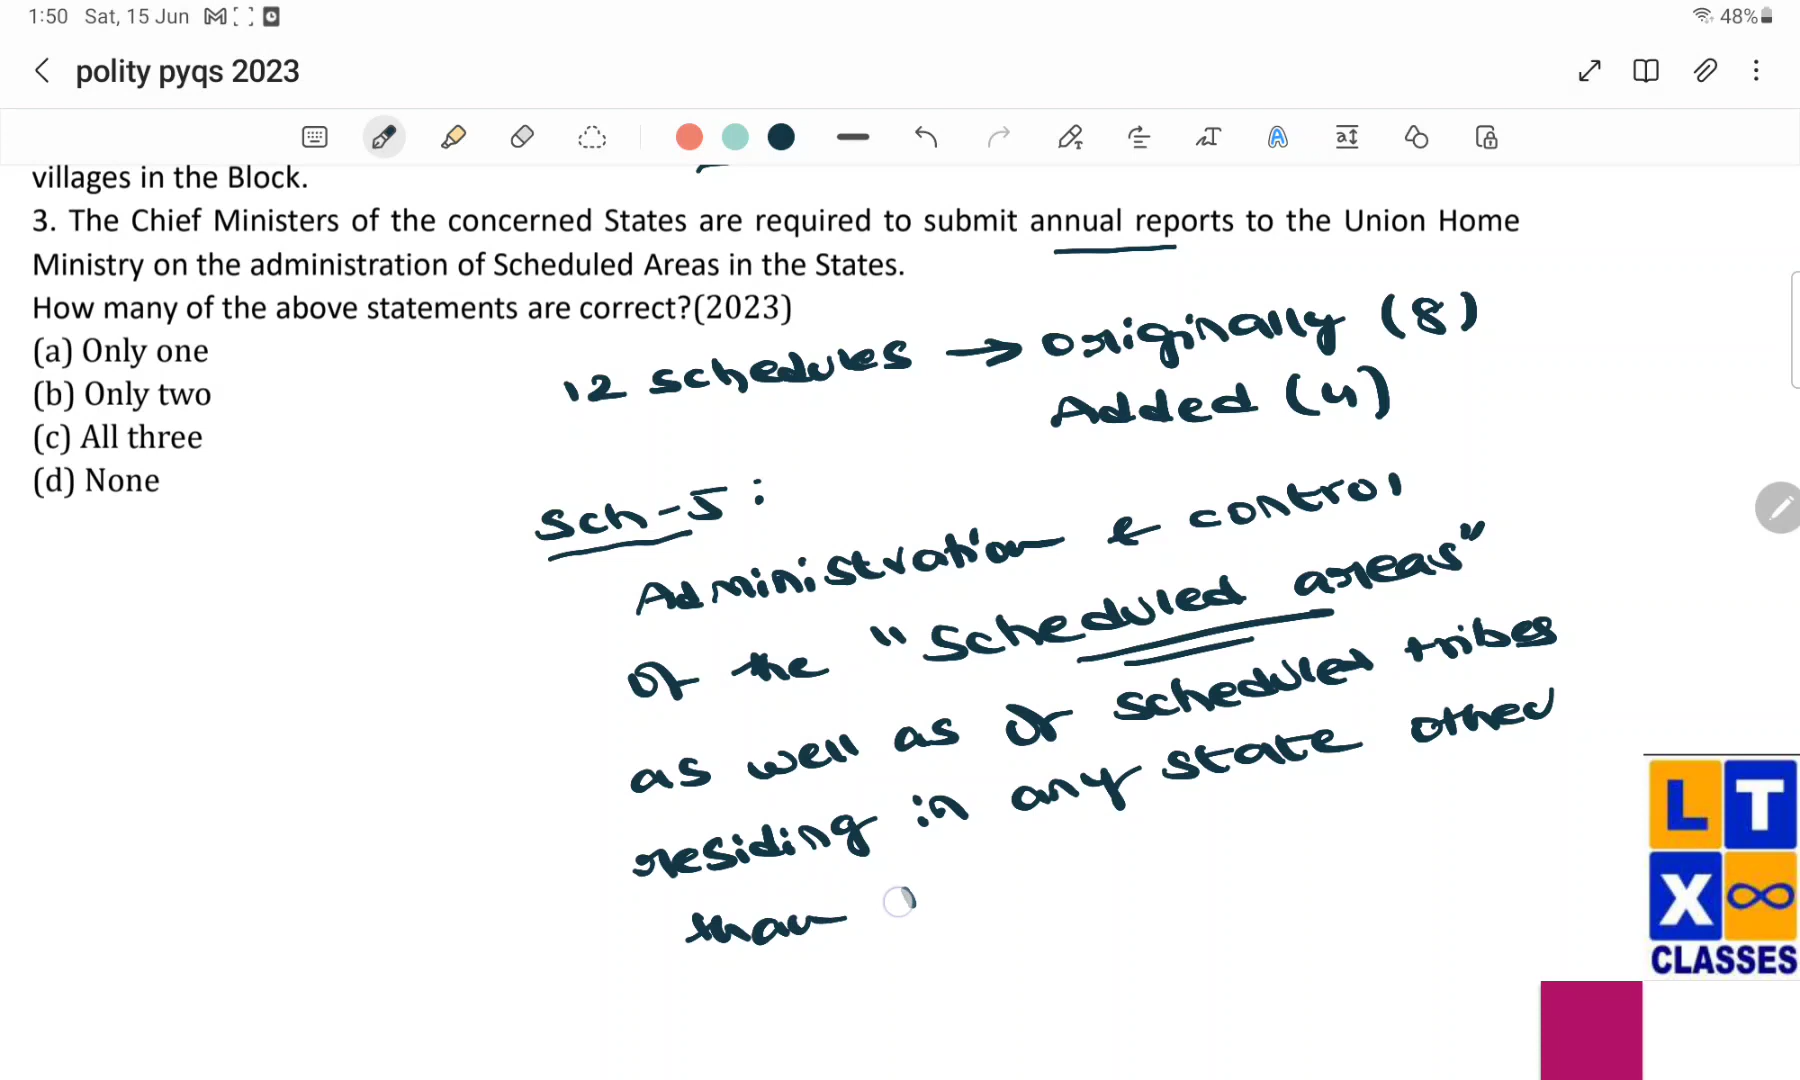 1:50 Sat, 15 Jun
48%
polity pyqs 2023
villages in the Block.
3. The Chief Ministers of the concerned States are required to submit annual reports to the Union Home
Ministry on the administration of Scheduled Areas in the States.
How many of the above statements are correct?(2023)
(a) Only one
(b) Only two
(c) All three
(d) None
12 schedules → originally (8)
Added (4)
Sch-5:
Administration & control
of the "Scheduled areas"
as well as of scheduled tribes
residing in any state other
than
L T
X ∞
CLASSES